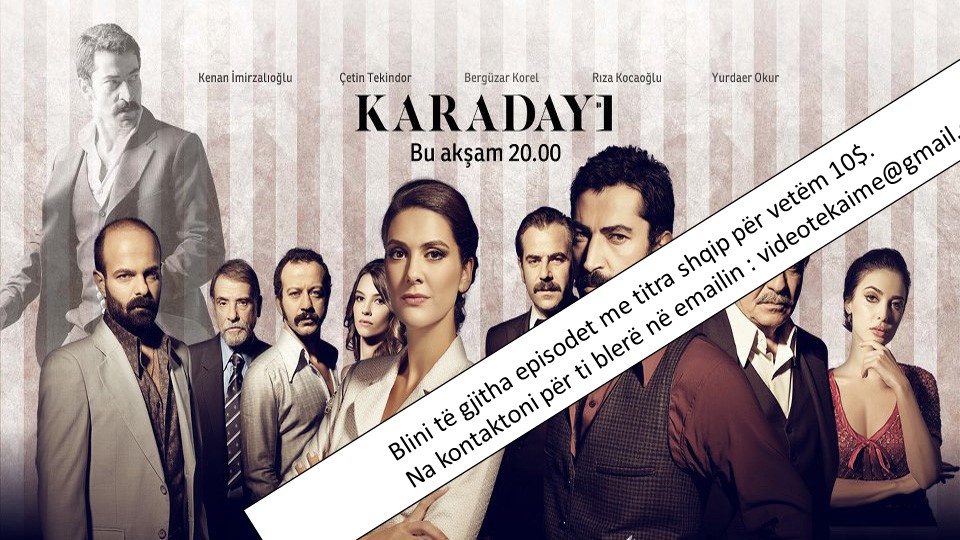 Kenan İmirzalıoğlu Çetin Tekindor Bergüzar Korel Rıza Kocaoğlu Yurdaer Okur
KARADAYI
Bu akşam 20.00
Blini të gjitha episodet me titra shqip për vetëm 10$.
Na kontaktoni për ti blerë në emailin : videotekaime@gmail.